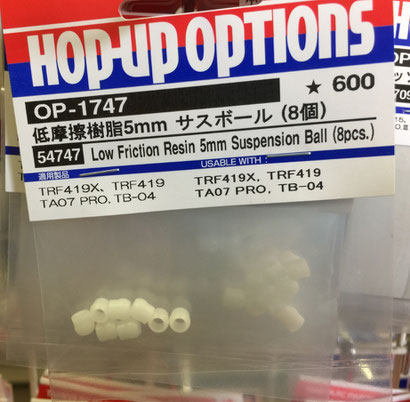 HOP-UP OPTIONS
OP-1747
★ 600
低摩擦樹脂5mm サスボール (8個)
54747 Low Friction Resin 5mm Suspension Ball (8pcs.)
適用製品
USABLE WITH:
TRF419X、TRF419
TA07 PRO、TB-04
TRF419X, TRF419
TA07 PRO, TB-04
OP